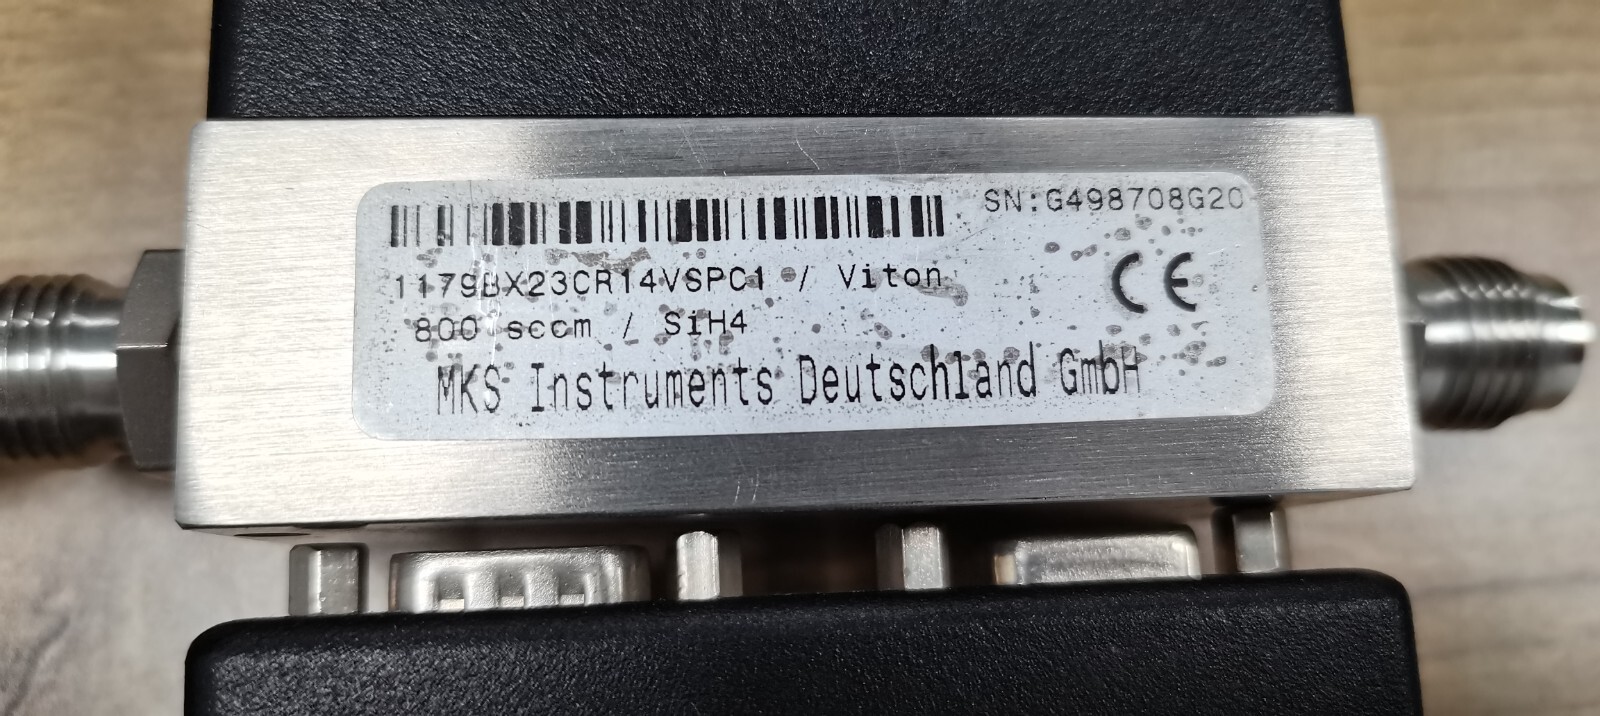 SN:G498708G20
1179BX23CR14VSPC1 / Viton
800 sccm / SiH4
CE
MKS Instruments Deutschland GmbH